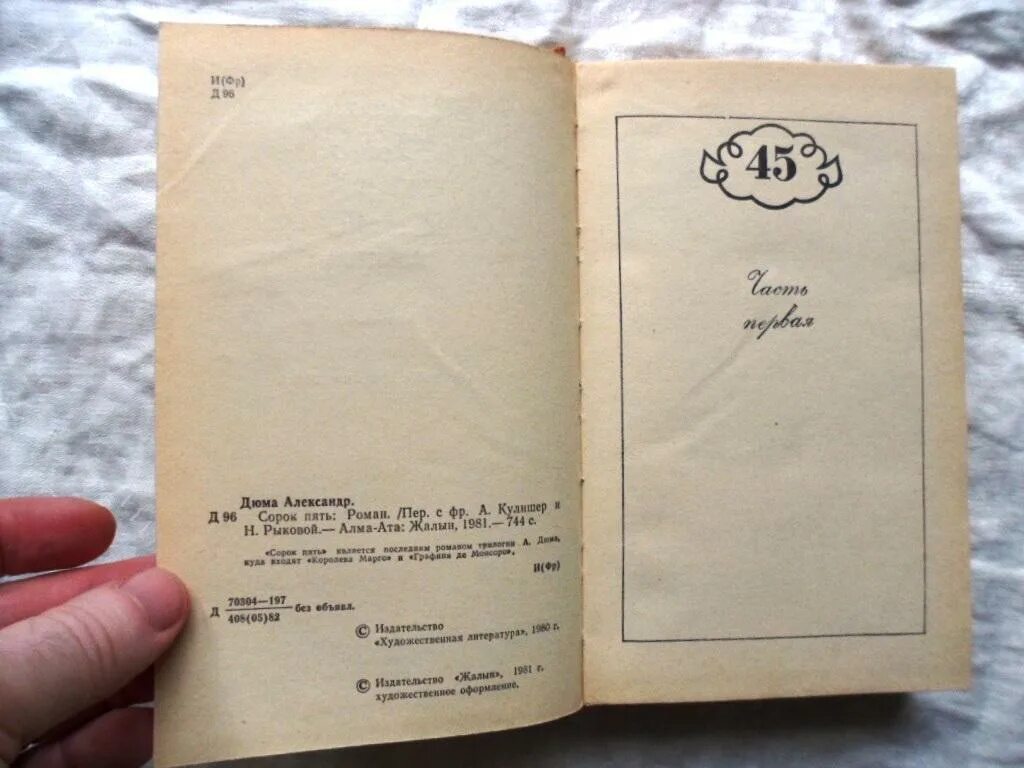 И(Фр)
Д 96
Дюма Александр.
Д 96 Сорок пять: Роман. /Пер. с фр. А. Кулишер и
Н. Рыковой.— Алма-Ата: Жалын, 1981.— 744 с.
«Сорок пять» является последним романом трилогии А. Дюма,
куда входят «Королева Марго» и «Графиня де Монсоро».
И(Фр)
Д 70304—197
408(05)82 без объявл.
© Издательство
«Художественная литература», 1980 г.
© Издательство «Жалын», 1981 г.
художественное оформление.
45
Часть
первая